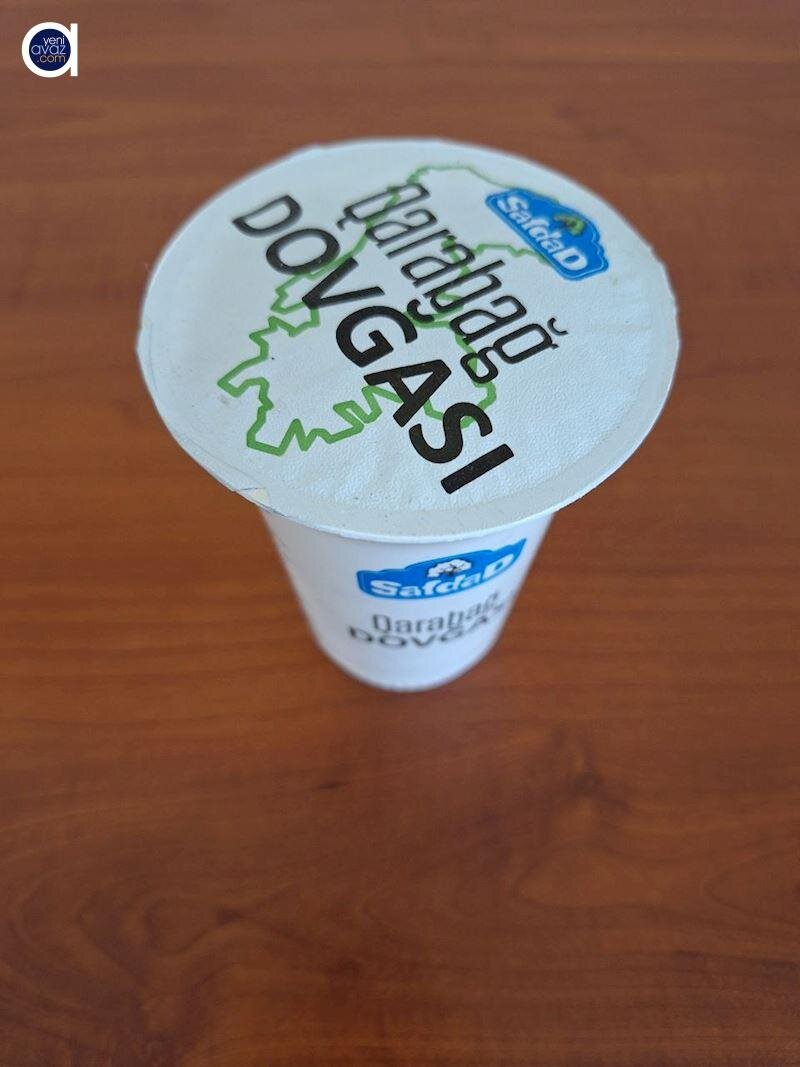 yeni
avaz
.com
SafdaD
Qarabağ
DOVGASI
SafdaD
Qarabağ